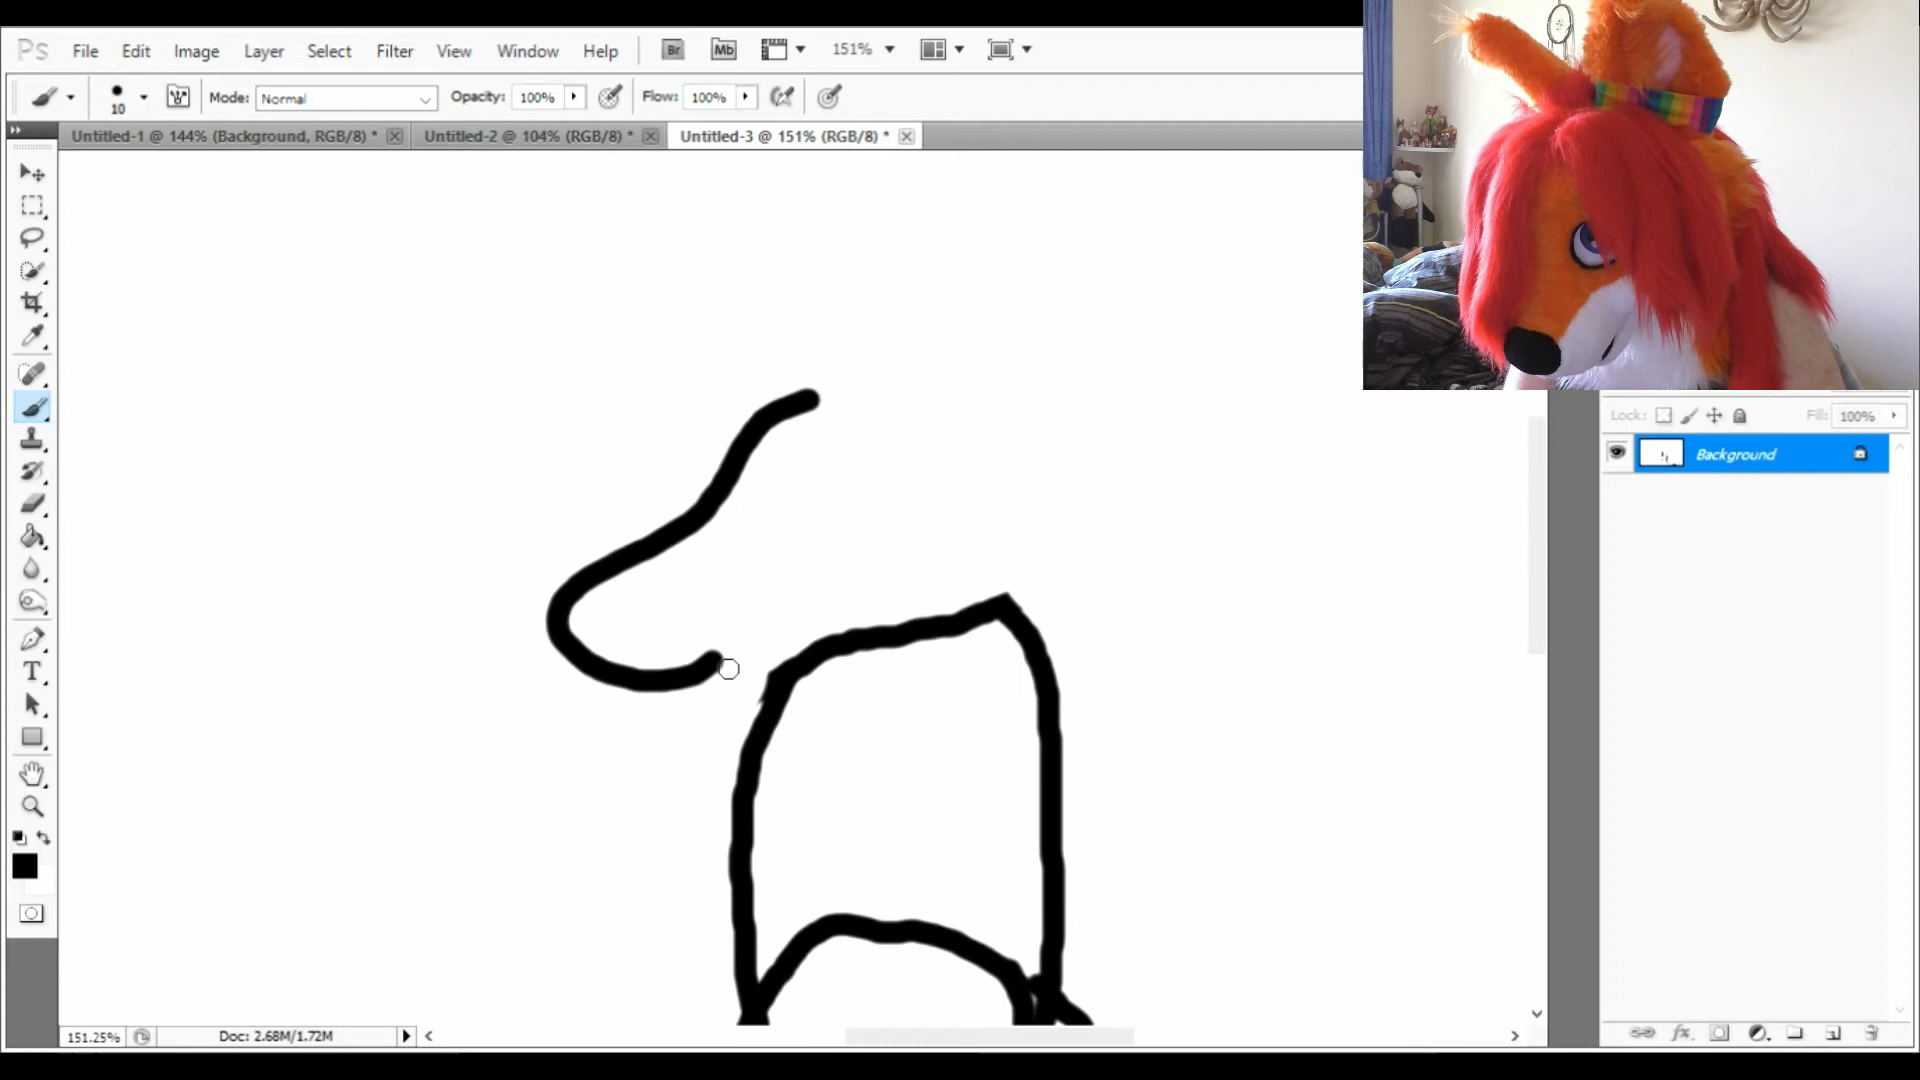 Ps File Edit Image Layer Select Filter View Window Help Br Mb 151%
10 Mode: Normal Opacity: 100% Flow: 100%
Untitled-1 @ 144% (Background, RGB/8) * Untitled-2 @ 104% (RGB/8) * Untitled-3 @ 151% (RGB/8) *
Lock: Fill: 100%
Background
T
151.25% Doc: 2.68M/1.72M
fx